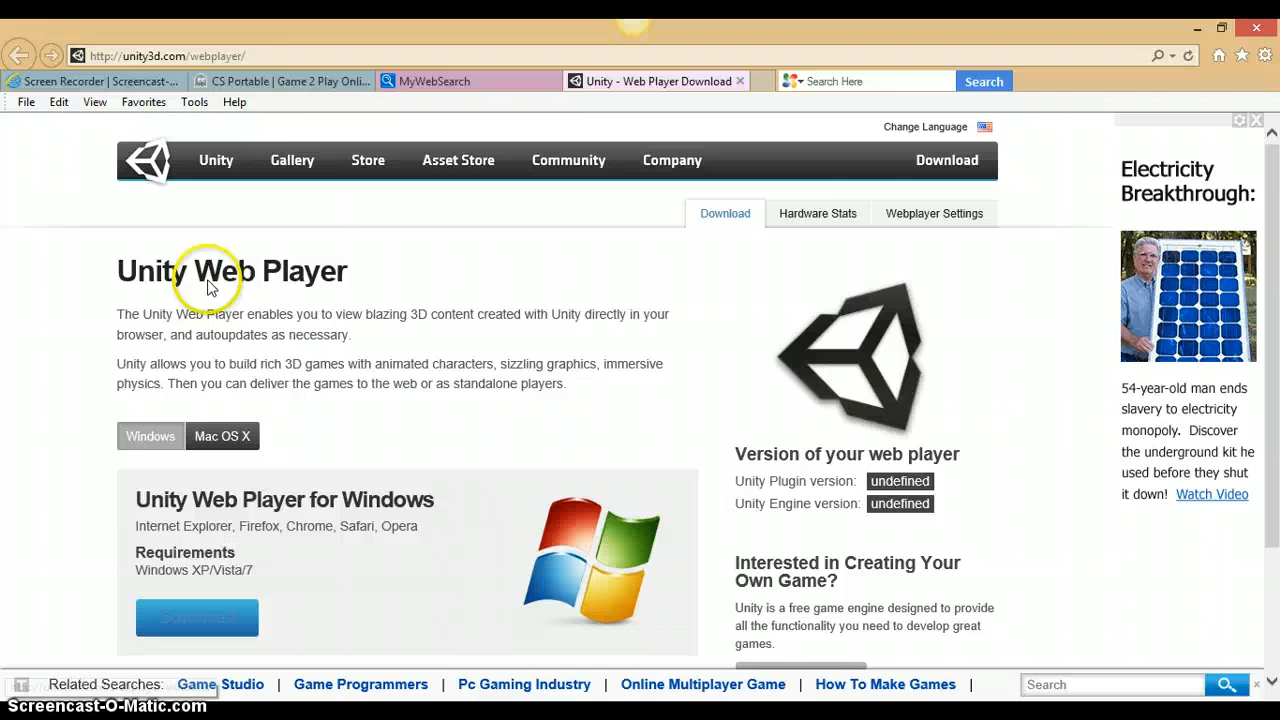 http://unity3d.com/webplayer/
Screen Recorder | Screencast-...
CS Portable | Game 2 Play Onli...
MyWebSearch
Unity - Web Player Download
Search Here
Search
File Edit View Favorites Tools Help
Change Language
Unity Gallery Store Asset Store Community Company Download
Download Hardware Stats Webplayer Settings
Unity Web Player
The Unity Web Player enables you to view blazing 3D content created with Unity directly in your
browser, and autoupdates as necessary.
Unity allows you to build rich 3D games with animated characters, sizzling graphics, immersive
physics. Then you can deliver the games to the web or as standalone players.
Windows Mac OS X
Unity Web Player for Windows
Internet Explorer, Firefox, Chrome, Safari, Opera
Requirements
Windows XP/Vista/7
Version of your web player
Unity Plugin version: undefined
Unity Engine version: undefined
Interested in Creating Your
Own Game?
Unity is a free game engine designed to provide
all the functionality you need to develop great
games.
Electricity
Breakthrough:
54-year-old man ends
slavery to electricity
monopoly. Discover
the underground kit he
used before they shut
it down! Watch Video
Related Searches: Game Studio | Game Programmers | Pc Gaming Industry | Online Multiplayer Game | How To Make Games |
Search
Screencast-O-Matic.com